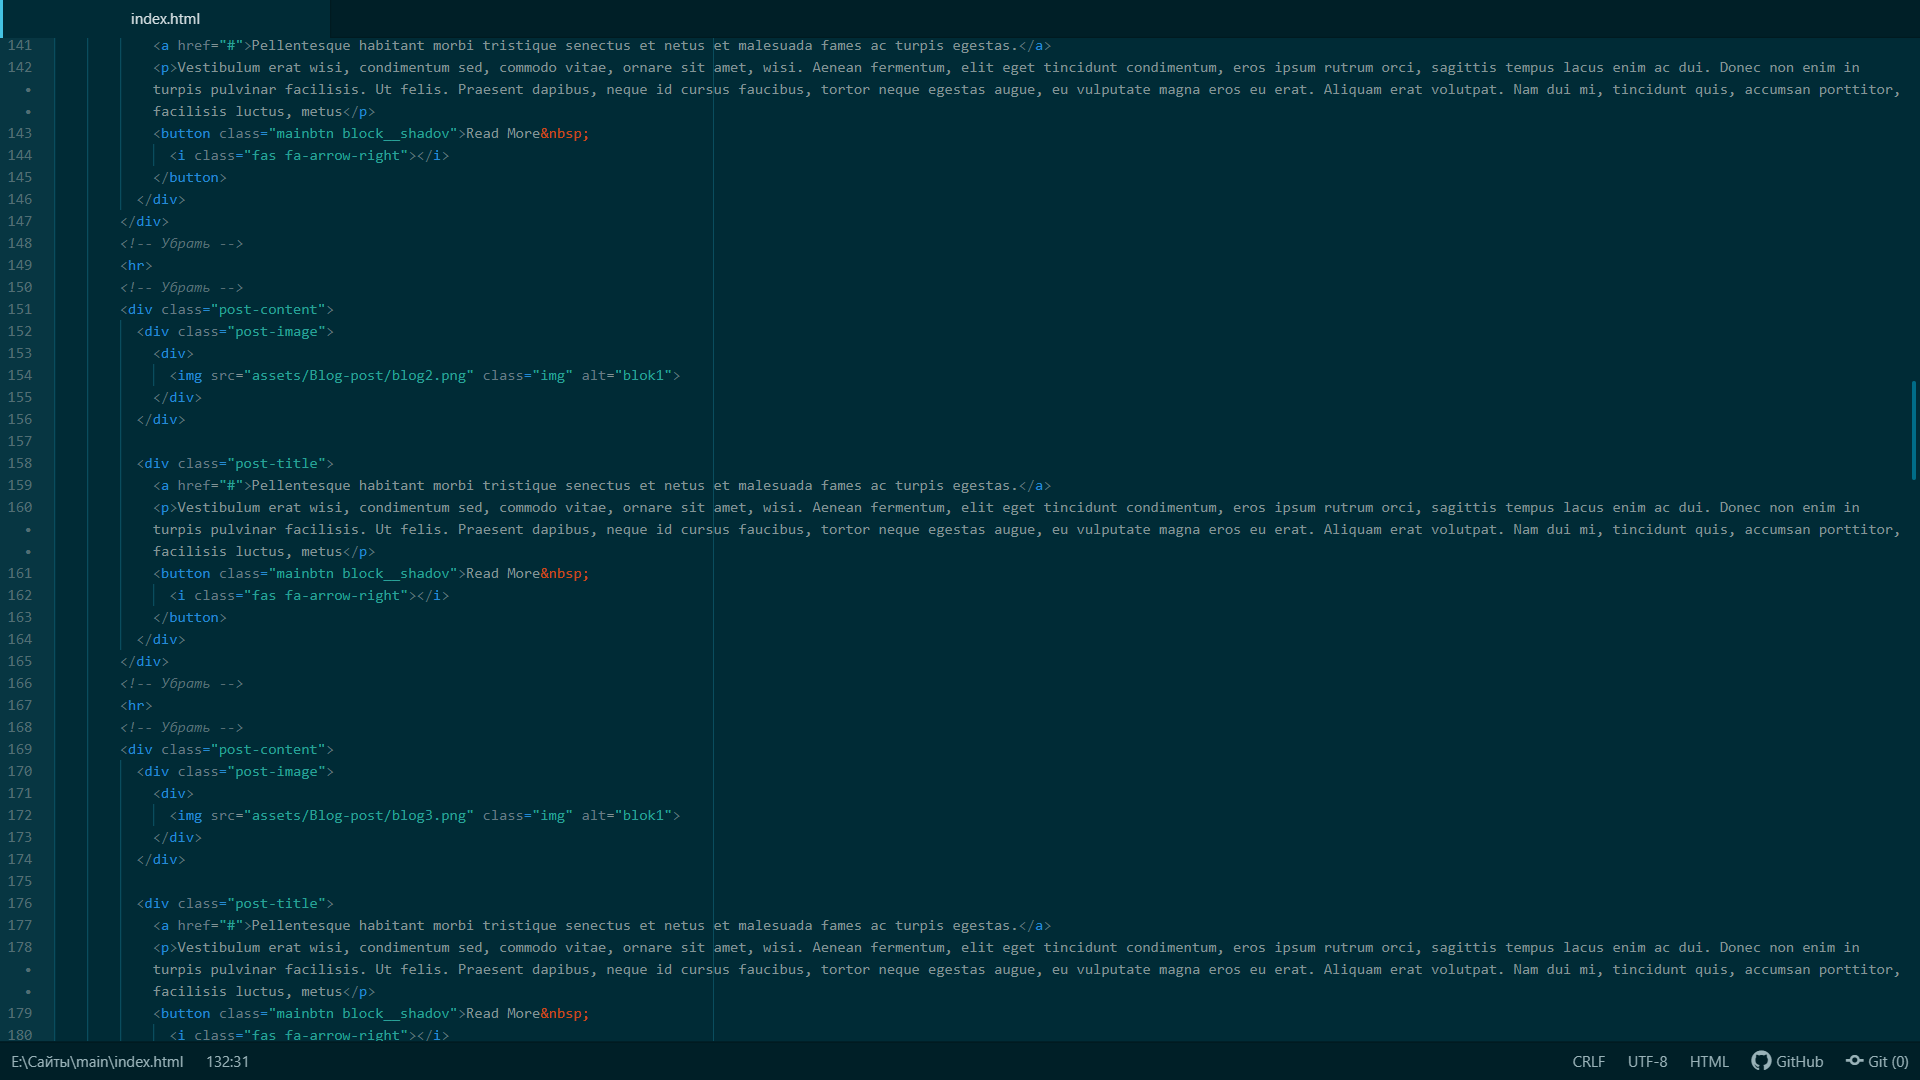 index.html
141 <a href="#">Pellentesque habitant morbi tristique senectus et netus et malesuada fames ac turpis egestas.</a>
142 <p>Vestibulum erat wisi, condimentum sed, commodo vitae, ornare sit amet, wisi. Aenean fermentum, elit eget tincidunt condimentum, eros ipsum rutrum orci, sagittis tempus lacus enim ac dui. Donec non enim in
• turpis pulvinar facilisis. Ut felis. Praesent dapibus, neque id cursus faucibus, tortor neque egestas augue, eu vulputate magna eros eu erat. Aliquam erat volutpat. Nam dui mi, tincidunt quis, accumsan porttitor,
• facilisis luctus, metus</p>
143 <button class="mainbtn block__shadov">Read More&nbsp;
144 <i class="fas fa-arrow-right"></i>
145 </button>
146 </div>
147 </div>
148 <!-- Убрать -->
149 <hr>
150 <!-- Убрать -->
151 <div class="post-content">
152 <div class="post-image">
153 <div>
154 <img src="assets/Blog-post/blog2.png" class="img" alt="blok1">
155 </div>
156 </div>
157
158 <div class="post-title">
159 <a href="#">Pellentesque habitant morbi tristique senectus et netus et malesuada fames ac turpis egestas.</a>
160 <p>Vestibulum erat wisi, condimentum sed, commodo vitae, ornare sit amet, wisi. Aenean fermentum, elit eget tincidunt condimentum, eros ipsum rutrum orci, sagittis tempus lacus enim ac dui. Donec non enim in
• turpis pulvinar facilisis. Ut felis. Praesent dapibus, neque id cursus faucibus, tortor neque egestas augue, eu vulputate magna eros eu erat. Aliquam erat volutpat. Nam dui mi, tincidunt quis, accumsan porttitor,
• facilisis luctus, metus</p>
161 <button class="mainbtn block__shadov">Read More&nbsp;
162 <i class="fas fa-arrow-right"></i>
163 </button>
164 </div>
165 </div>
166 <!-- Убрать -->
167 <hr>
168 <!-- Убрать -->
169 <div class="post-content">
170 <div class="post-image">
171 <div>
172 <img src="assets/Blog-post/blog3.png" class="img" alt="blok1">
173 </div>
174 </div>
175
176 <div class="post-title">
177 <a href="#">Pellentesque habitant morbi tristique senectus et netus et malesuada fames ac turpis egestas.</a>
178 <p>Vestibulum erat wisi, condimentum sed, commodo vitae, ornare sit amet, wisi. Aenean fermentum, elit eget tincidunt condimentum, eros ipsum rutrum orci, sagittis tempus lacus enim ac dui. Donec non enim in
• turpis pulvinar facilisis. Ut felis. Praesent dapibus, neque id cursus faucibus, tortor neque egestas augue, eu vulputate magna eros eu erat. Aliquam erat volutpat. Nam dui mi, tincidunt quis, accumsan porttitor,
• facilisis luctus, metus</p>
179 <button class="mainbtn block__shadov">Read More&nbsp;
180 <i class="fas fa-arrow-right"></i>
E:\Сайты\main\index.html 132:31 CRLF UTF-8 HTML GitHub Git (0)